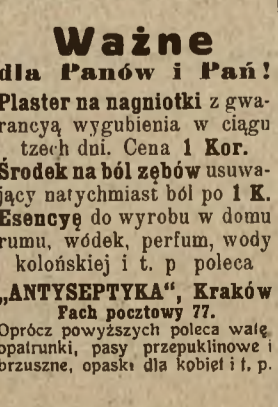 Ważne
dla Panów i Pań!
Plaster na nagniotki z gwa-
rancyą wygubienia w ciągu
trzech dni. Cena 1 Kor.
Środek na ból zębów usuwa-
jący natychmiast ból po 1 K.
Esencyę do wyrobu w domu
rumu, wódek, perfum, wody
kolońskiej i t. p poleca
„ANTYSEPTYKA", Kraków
Fach pocztowy 77.
Oprócz powyższych poleca watę
opatrunki, pasy przepuklinowe i
brzuszne, opaski dla kobiet i t. p.